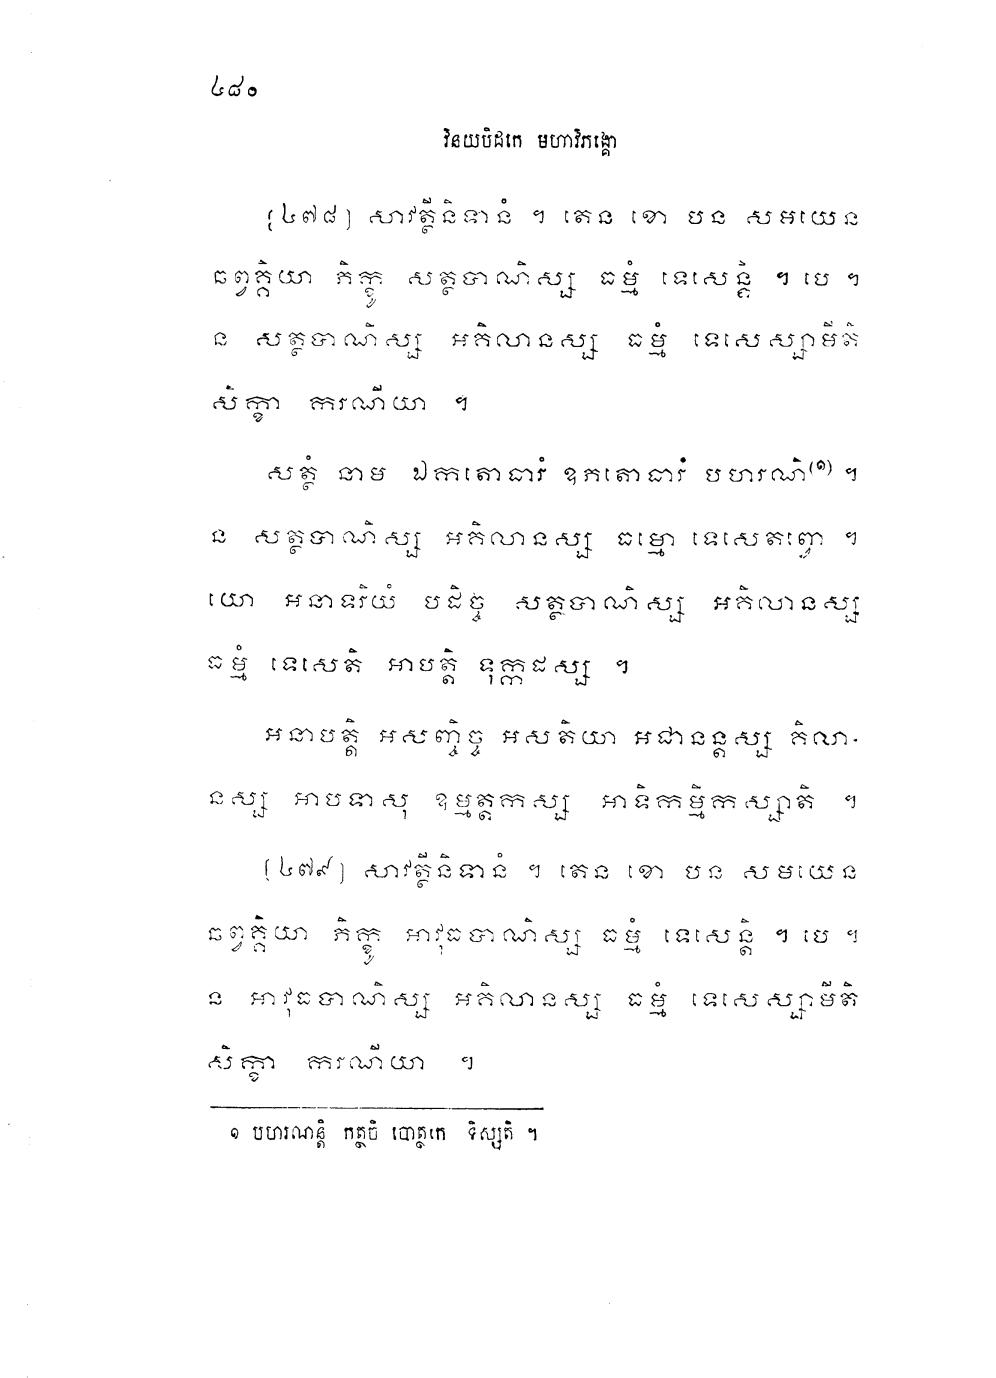 ៤៨០
វិនយបិដកេ មហាវិភង្គោ
[៤៧៨] សាវត្ថីនិទានំ ។ តេន ខោ បន សមយេន
ឆព្វគ្គិយា ភិក្ខូ សត្ថបាណិស្ស ធម្មំ ទេសេន្តិ ។ បេ ។
ន សត្ថបាណិស្ស អគិលានស្ស ធម្មំ ទេសេស្សាមីតិ
សិក្ខា ករណីយា ។
សត្ថំ នាម ឯកតោធារំ ឧភតោធារំ បហរណិ(១) ។
ន សត្ថបាណិស្ស អគិលានស្ស ធម្មោ ទេសេតព្វោ ។
យោ អនាទរិយំ បដិច្ច សត្ថបាណិស្ស អគិលានស្ស
ធម្មំ ទេសេតិ អាបត្តិ ទុក្កដស្ស ។
អនាបត្តិ អសញ្ចិច្ច អសតិយា អជានន្តស្ស គិលា-
នស្ស អាបទាសុ ឧម្មត្តកស្ស អាទិកម្មិកស្សាតិ ។
[៤៧៩] សាវត្ថីនិទានំ ។ តេន ខោ បន សមយេន
ឆព្វគ្គិយា ភិក្ខូ អាវុធបាណិស្ស ធម្មំ ទេសេន្តិ ។ បេ ។
ន អាវុធបាណិស្ស អគិលានស្ស ធម្មំ ទេសេស្សាមីតិ
សិក្ខា ករណីយា ។
១ បហរណន្តិ កត្ថចិ បោត្ថកេ ទិស្សតិ ។